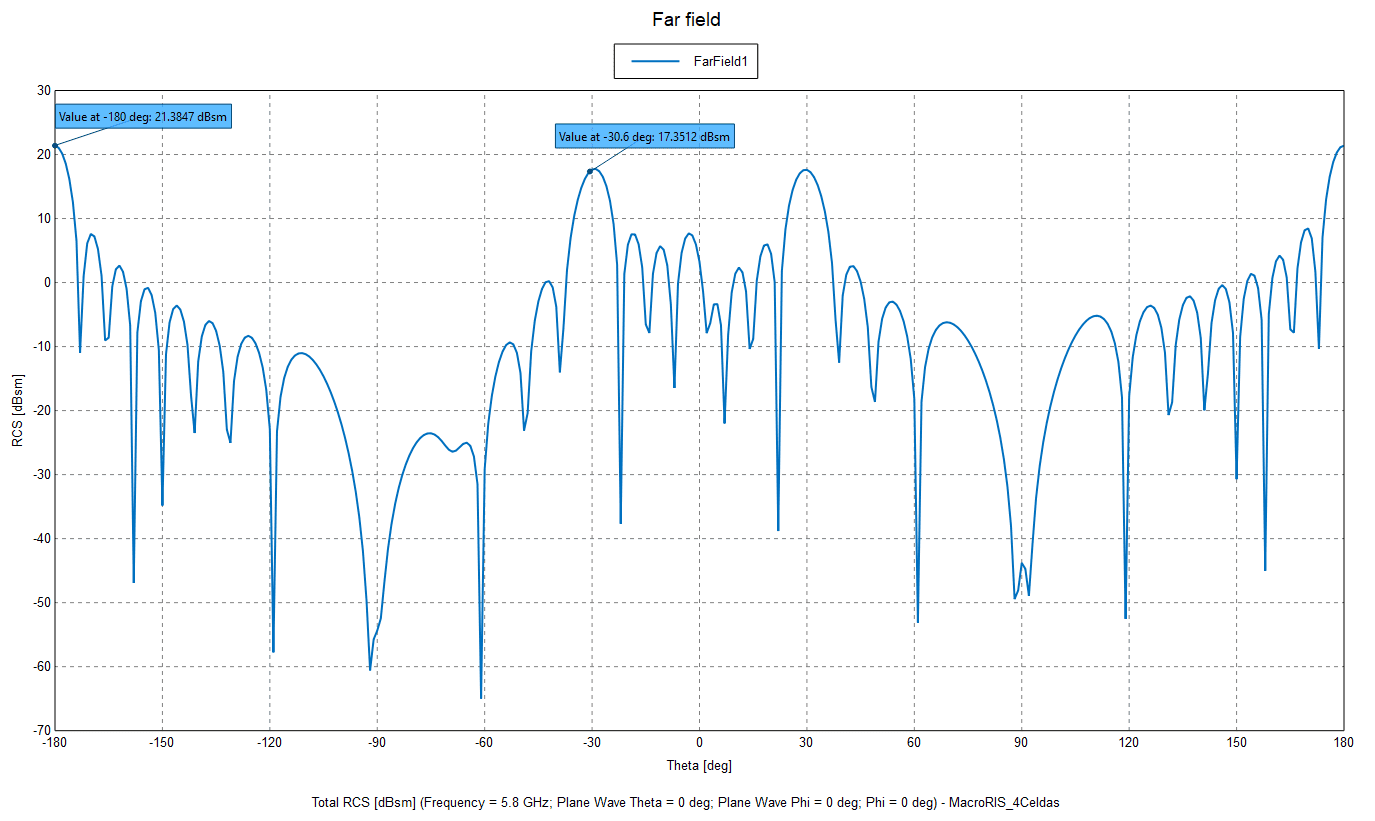 Far field
FarField1
Value at -180 deg: 21.3847 dBsm
Value at -30.6 deg: 17.3512 dBsm
RCS [dBsm]
30
20
10
0
-10
-20
-30
-40
-50
-60
-70
-180 -150 -120 -90 -60 -30 0 30 60 90 120 150 180
Theta [deg]
Total RCS [dBsm] (Frequency = 5.8 GHz; Plane Wave Theta = 0 deg; Plane Wave Phi = 0 deg; Phi = 0 deg) - MacroRIS_4Celdas